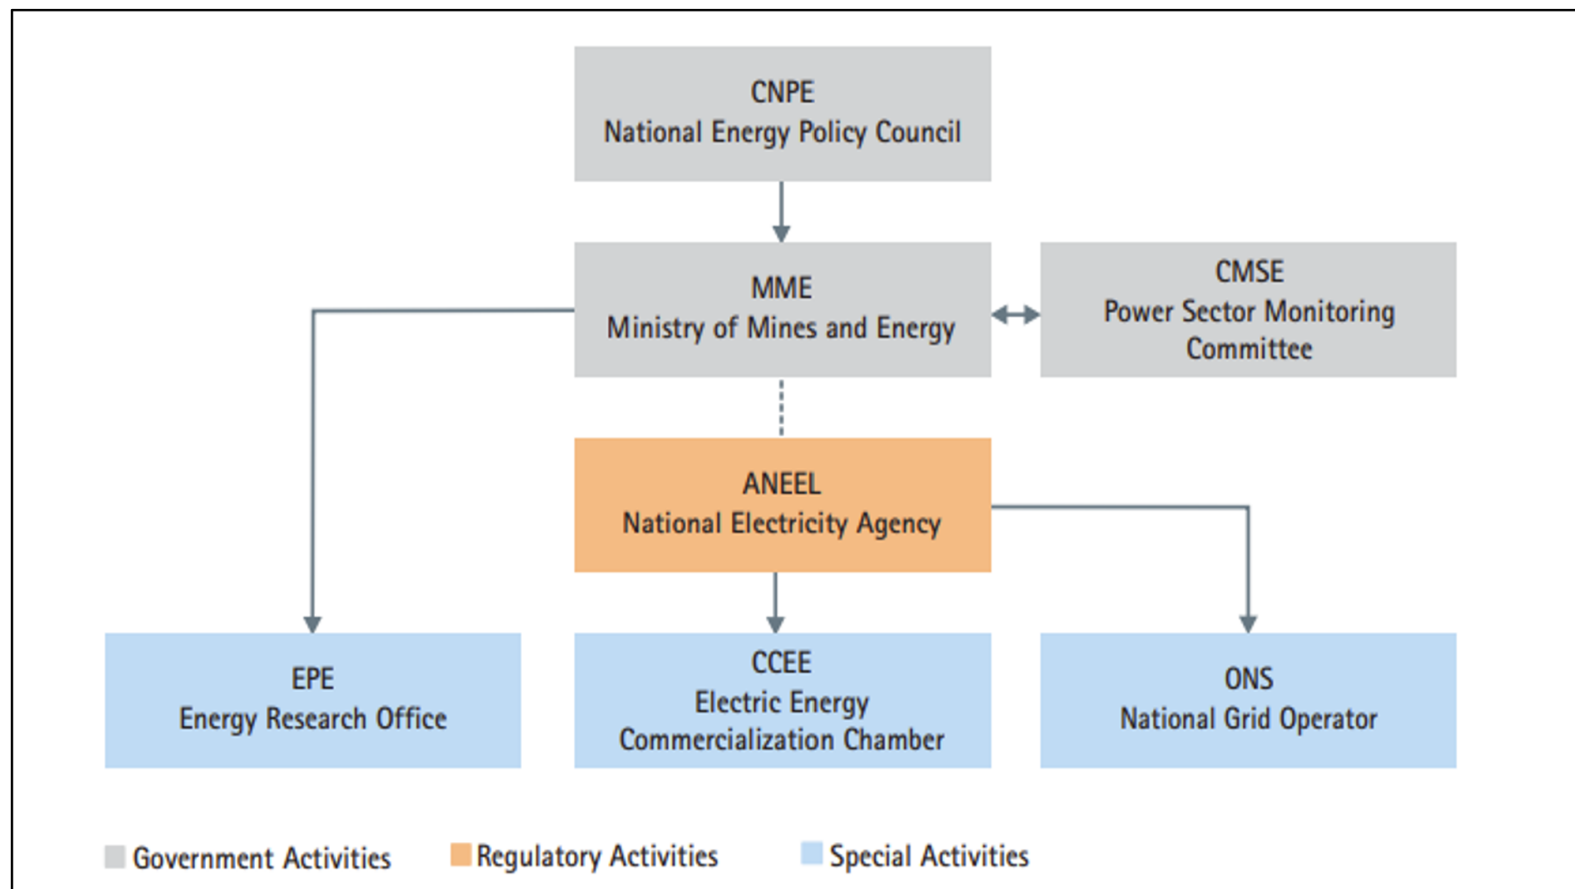 CNPE
National Energy Policy Council
MME
Ministry of Mines and Energy
CMSE
Power Sector Monitoring
Committee
ANEEL
National Electricity Agency
EPE
Energy Research Office
CCEE
Electric Energy
Commercialization Chamber
ONS
National Grid Operator
Government Activities
Regulatory Activities
Special Activities